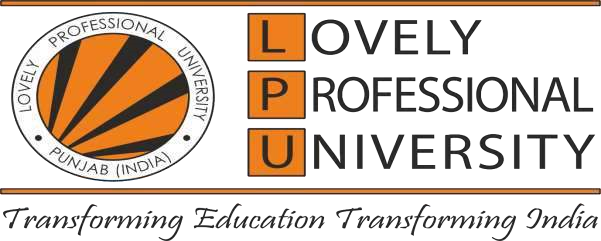 LOVELY PROFESSIONAL UNIVERSITY
• PUNJAB (INDIA) •
LOVELY
PROFESSIONAL
UNIVERSITY
Transforming Education Transforming India